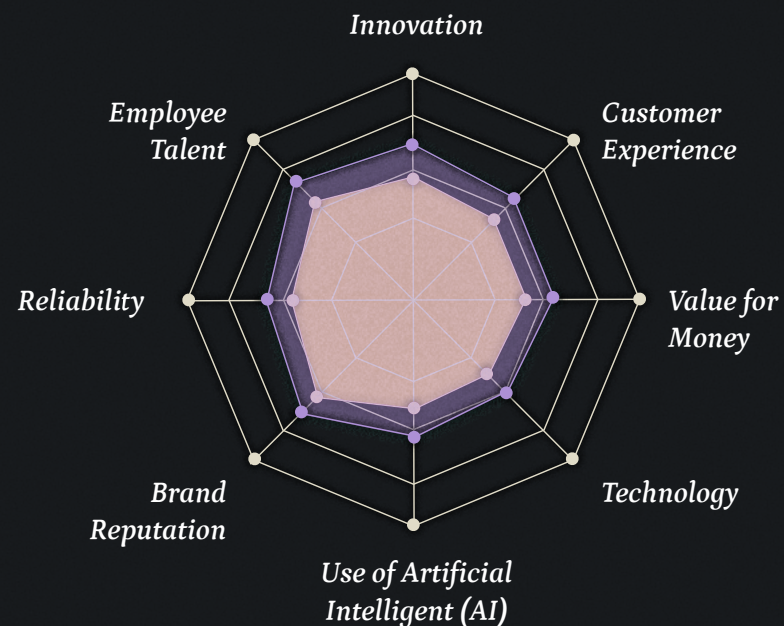 Innovation
Employee
Talent
Customer
Experience
Reliability
Value for
Money
Brand
Reputation
Technology
Use of Artificial
Intelligent (AI)